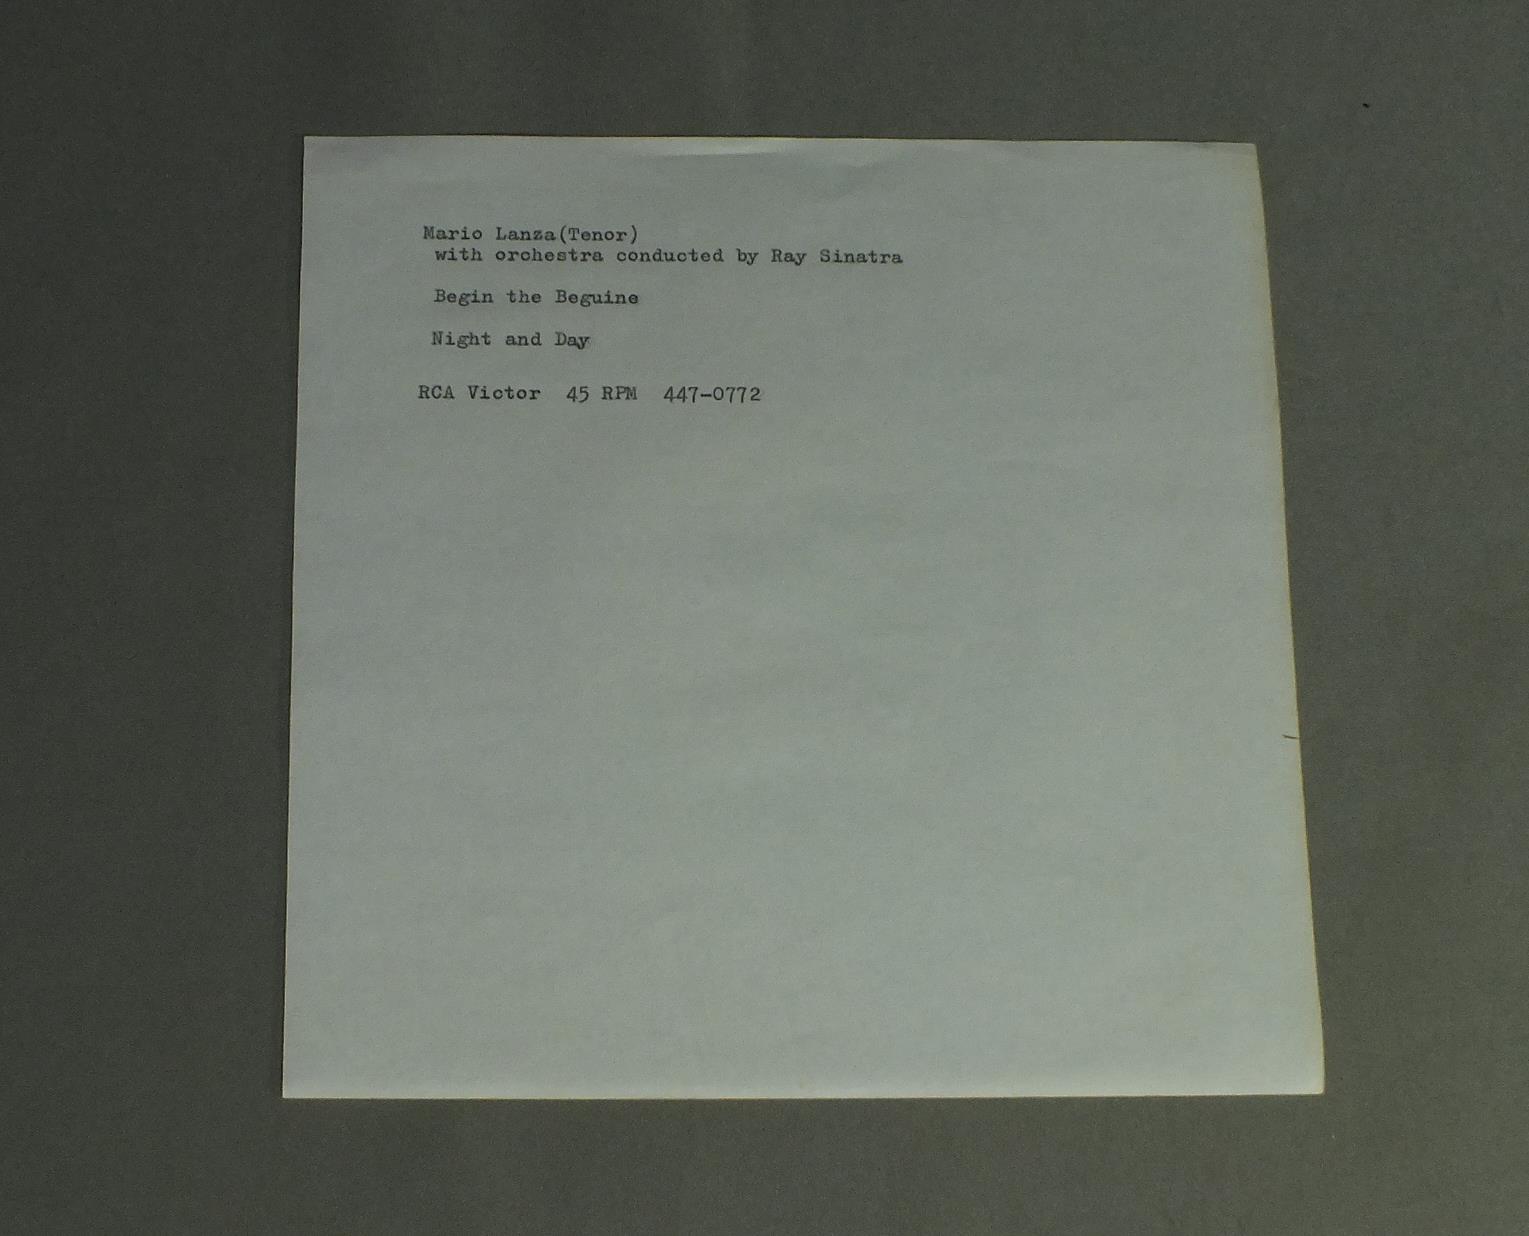 Mario Lanza(Tenor)
with orchestra conducted by Ray Sinatra
Begin the Beguine
Night and Day
RCA Victor 45 RPM 447-0772